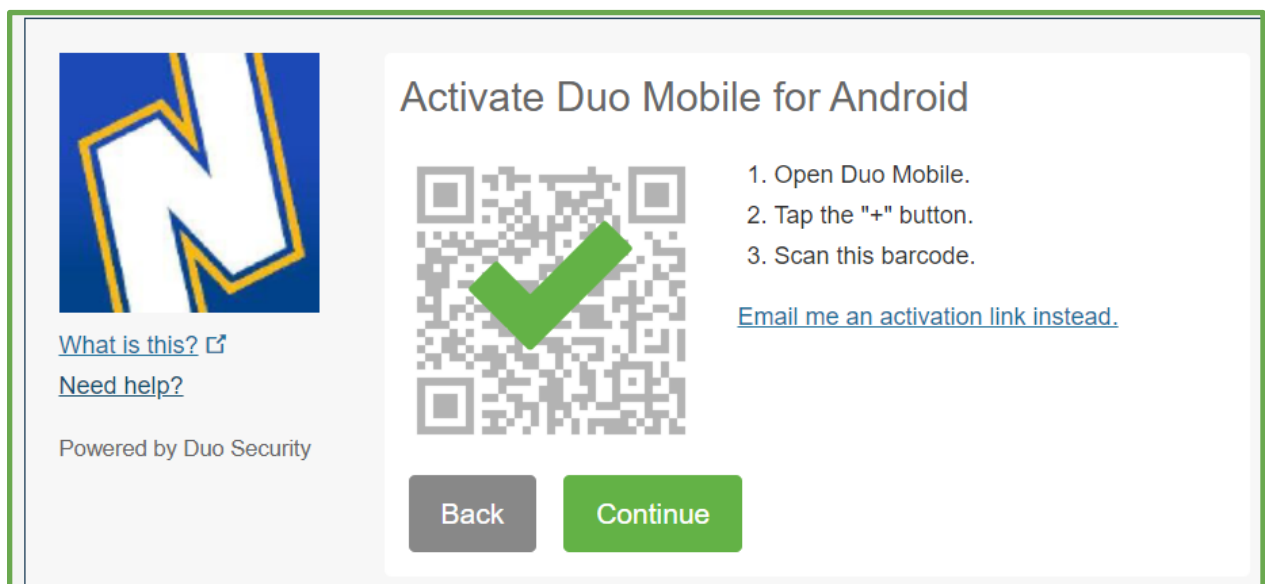 Activate Duo Mobile for Android
1. Open Duo Mobile.
2. Tap the "+" button.
3. Scan this barcode.
Email me an activation link instead.
What is this?
Need help?
Powered by Duo Security
Back
Continue